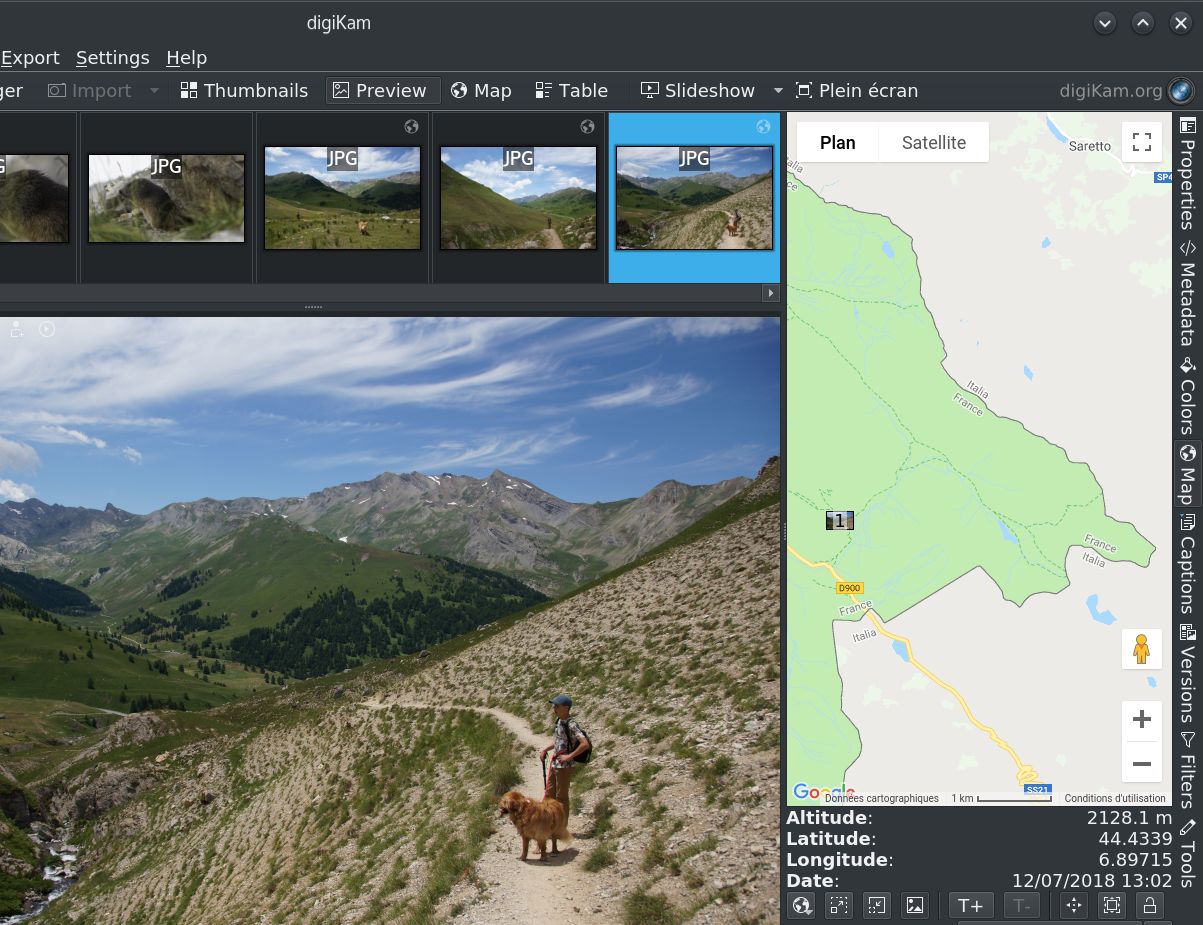 digiKam
Export Settings Help
ger Import Thumbnails Preview Map Table Slideshow Plein écran digiKam.org
JPG JPG JPG JPG
Plan Satellite
Saretto
SP4
Italia
France
Italia
France
1
France
Italia
D900
France
Italia
SS21
Google
Données cartographiques 1 km Conditions d'utilisation
Altitude: 2128.1 m
Latitude: 44.4339
Longitude: 6.89715
Date: 12/07/2018 13:02
T+ T-
Properties
Metadata
Colors
Map
Captions
Versions
Filters
Tools